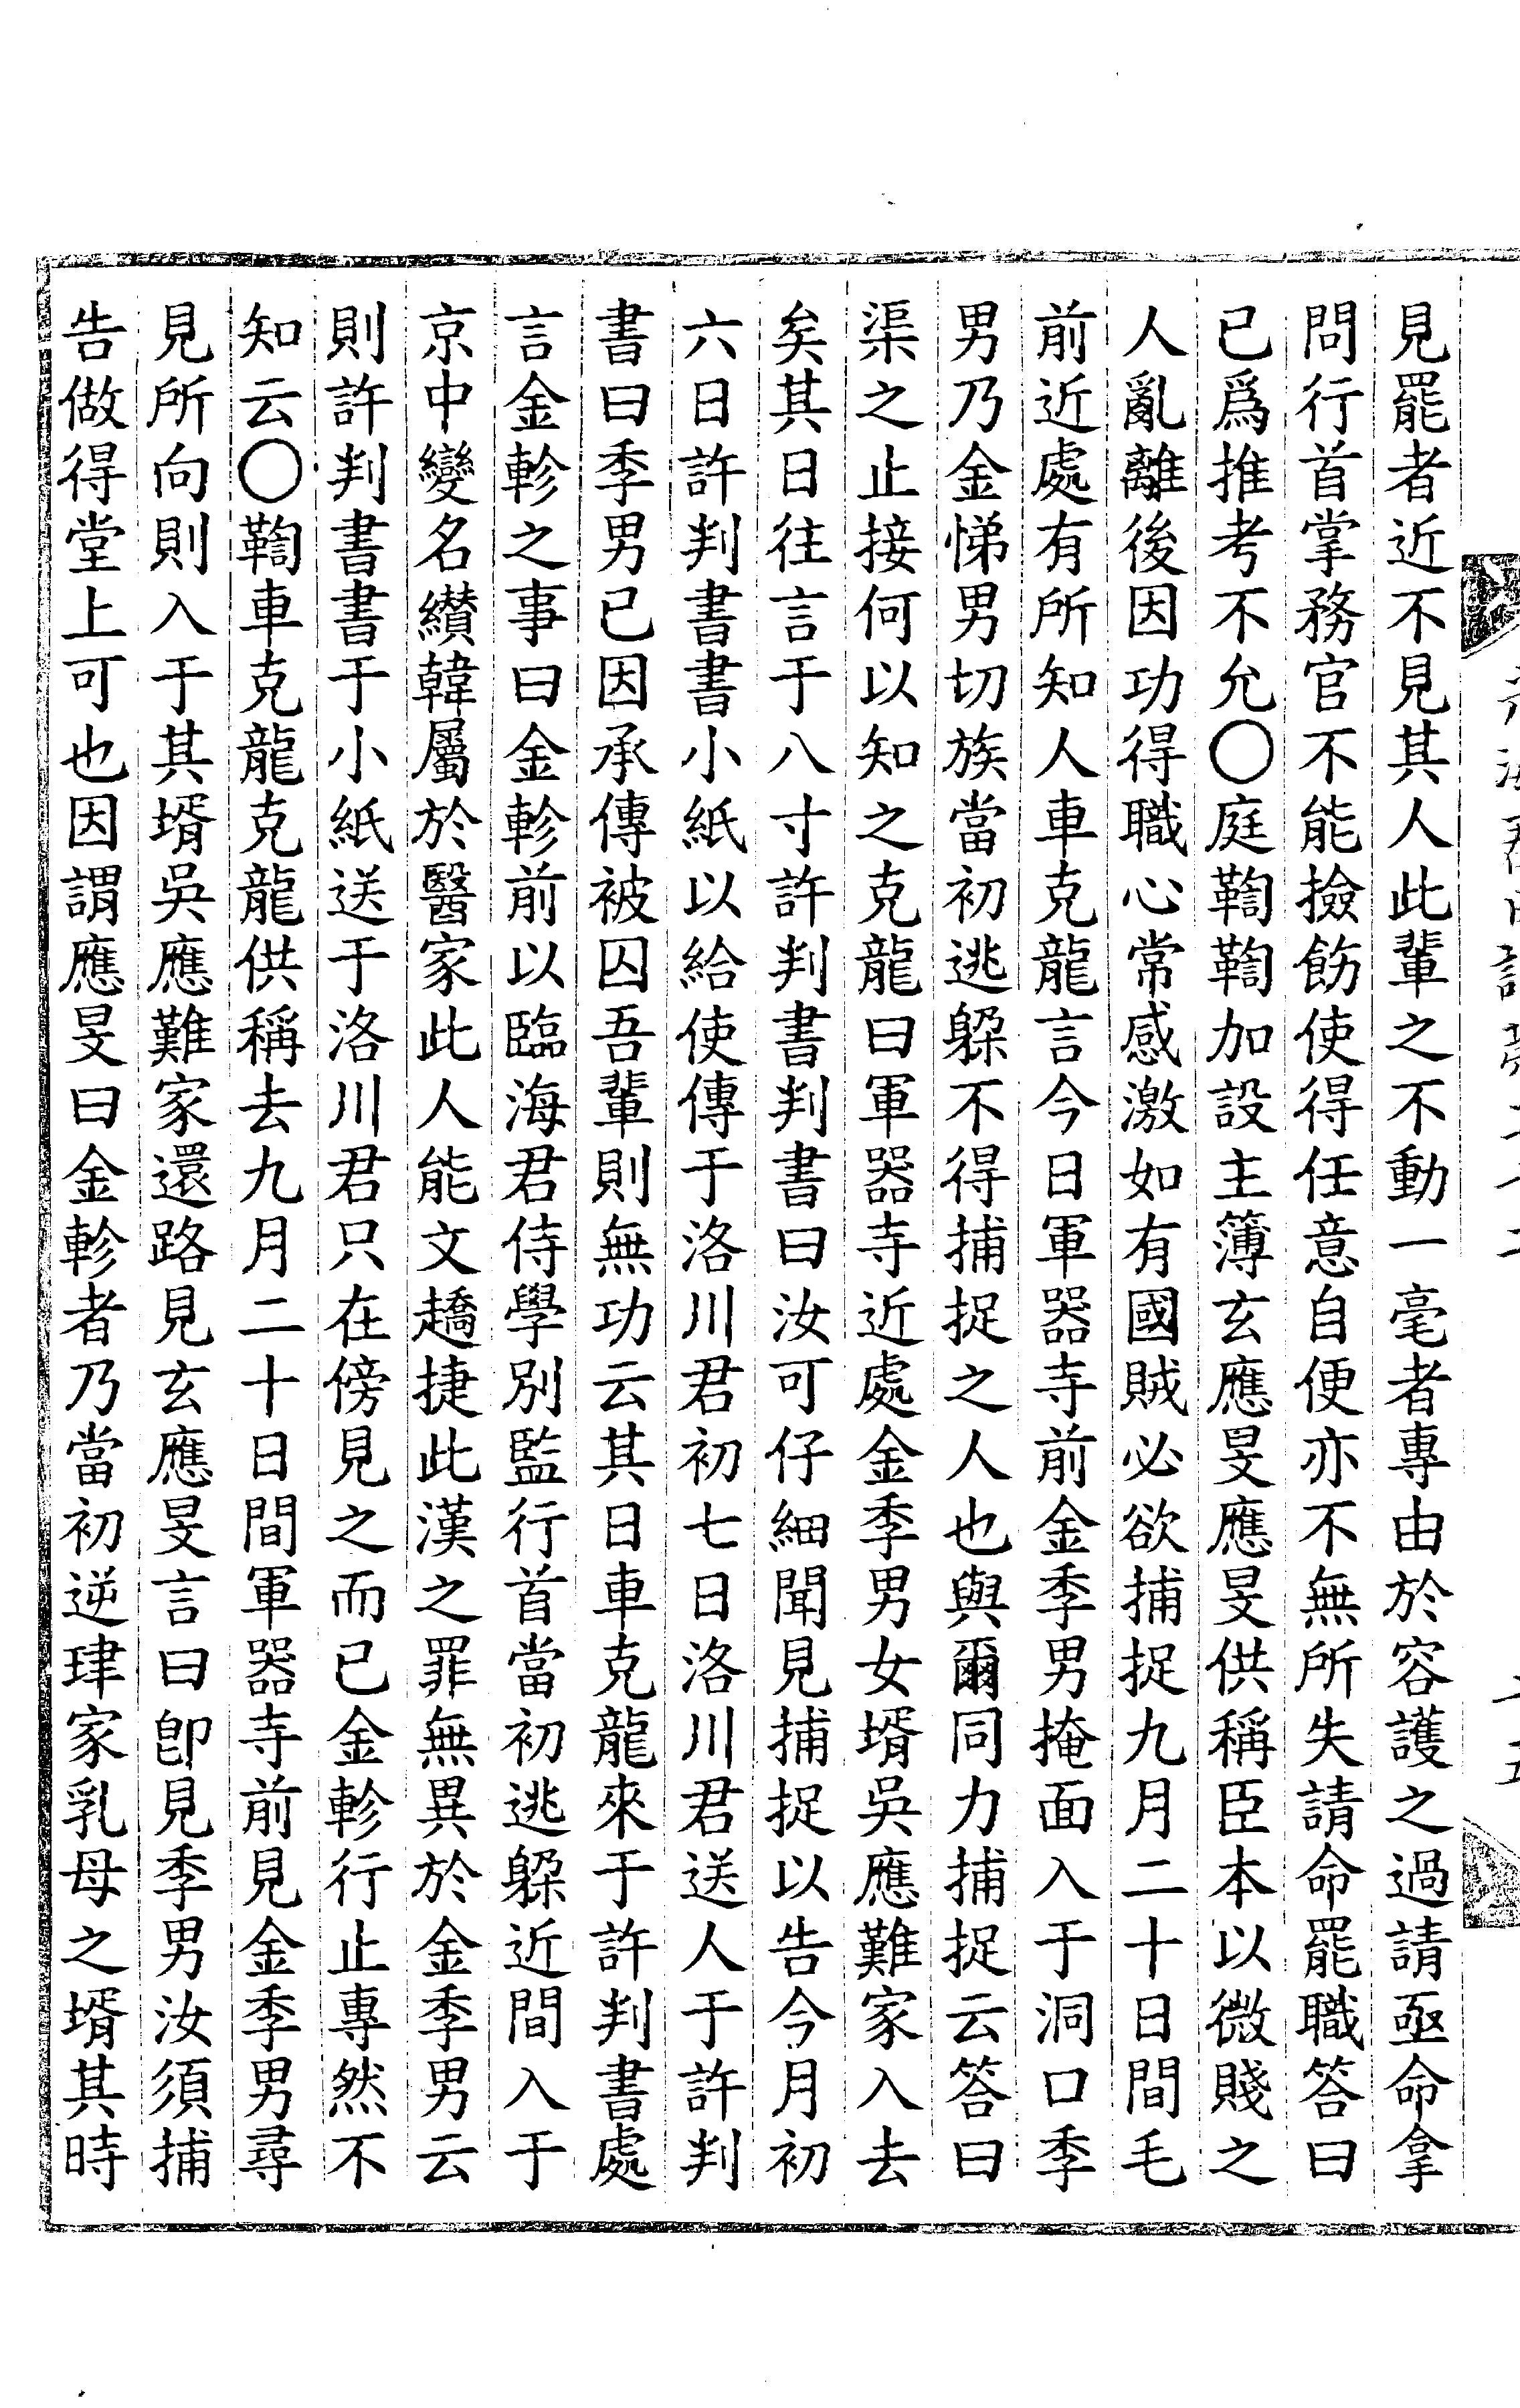 見罷者近不見其人此輩之不動一毫者專由於容護之過請亟命拿
問行首掌務官不能撿飭使得任意自便亦不無所失請命罷職答曰
已爲推考不允〇庭鞫鞫加設主簿玄應旻應旻供稱臣本以微賤之
人亂離後因功得職心常感激如有國賊必欲捕捉九月二十日間毛
前近處有所知人車克龍言今日軍器寺前金季男掩面入于洞口季
男乃金悌男切族當初逃躱不得捕捉之人也與爾同力捕捉云答曰
渠之止接何以知之克龍曰軍器寺近處金季男女壻吳應難家入去
矣其日往言于八寸許判書判書曰汝可仔細聞見捕捉以告今月初
六日許判書書小紙以給使傳于洛川君初七日洛川君送人于許判
書曰季男已因承傳被囚吾輩則無功云其日車克龍來于許判書處
言金軫之事曰金軫前以臨海君侍學別監行首當初逃躱近間入于
京中變名纘韓屬於醫家此人能文趫捷此漢之罪無異於金季男云
則許判書書于小紙送于洛川君只在傍見之而已金軫行止專然不
知云〇鞫車克龍克龍供稱去九月二十日間軍器寺前見金季男尋
見所向則入于其壻吳應難家還路見玄應旻言曰卽見季男汝須捕
告做得堂上可也因謂應旻曰金軫者乃當初逆㻋家乳母之壻其時